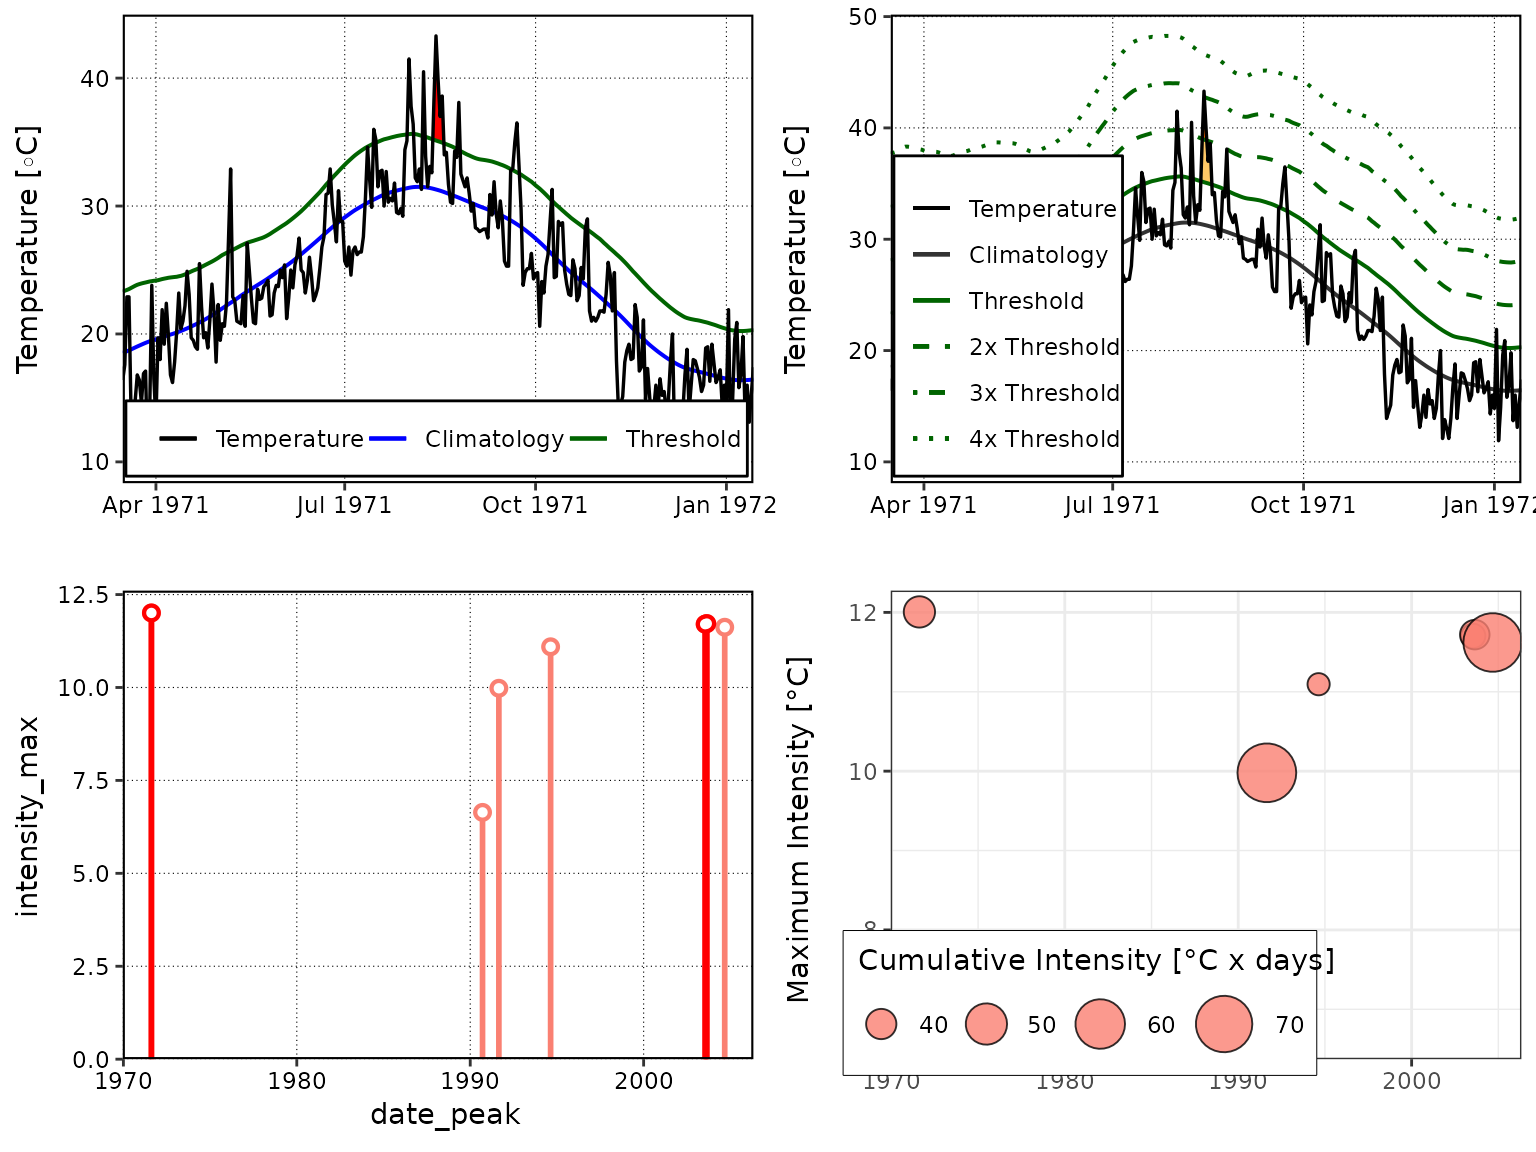 Temperature [◦C]
40
30
20
10
Temperature
Climatology
Threshold
Apr 1971
Jul 1971
Oct 1971
Jan 1972
Temperature [◦C]
50
40
30
20
10
Temperature
Climatology
Threshold
2x Threshold
3x Threshold
4x Threshold
Apr 1971
Jul 1971
Oct 1971
Jan 1972
intensity_max
12.5
10.0
7.5
5.0
2.5
0.0
1970
1980
1990
2000
date_peak
Maximum Intensity [°C]
12
10
8
Cumulative Intensity [°C x days]
40
50
60
70
1970
1980
1990
2000